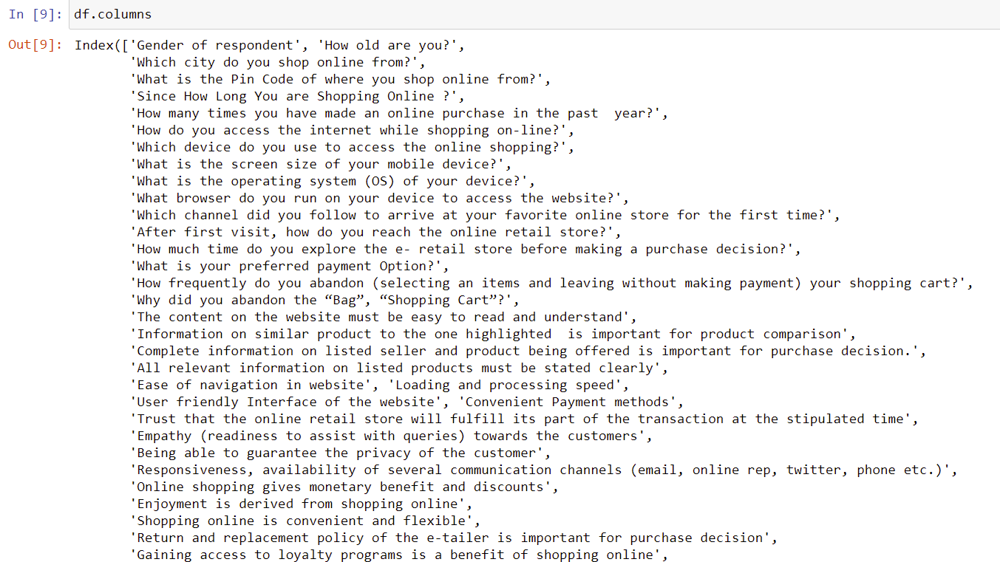 In [9]: df.columns
Out[9]: Index(['Gender of respondent', 'How old are you?',
'Which city do you shop online from?',
'What is the Pin Code of where you shop online from?',
'Since How Long You are Shopping Online ?',
'How many times you have made an online purchase in the past  year?',
'How do you access the internet while shopping on-line?',
'Which device do you use to access the online shopping?',
'What is the screen size of your mobile device?',
'What is the operating system (OS) of your device?',
'What browser do you run on your device to access the website?',
'Which channel did you follow to arrive at your favorite online store for the first time?',
'After first visit, how do you reach the online retail store?',
'How much time do you explore the e- retail store before making a purchase decision?',
'What is your preferred payment Option?',
'How frequently do you abandon (selecting an items and leaving without making payment) your shopping cart?',
'Why did you abandon the “Bag”, “Shopping Cart”?',
'The content on the website must be easy to read and understand',
'Information on similar product to the one highlighted  is important for product comparison',
'Complete information on listed seller and product being offered is important for purchase decision.',
'All relevant information on listed products must be stated clearly',
'Ease of navigation in website', 'Loading and processing speed',
'User friendly Interface of the website', 'Convenient Payment methods',
'Trust that the online retail store will fulfill its part of the transaction at the stipulated time',
'Empathy (readiness to assist with queries) towards the customers',
'Being able to guarantee the privacy of the customer',
'Responsiveness, availability of several communication channels (email, online rep, twitter, phone etc.)',
'Online shopping gives monetary benefit and discounts',
'Enjoyment is derived from shopping online',
'Shopping online is convenient and flexible',
'Return and replacement policy of the e-tailer is important for purchase decision',
'Gaining access to loyalty programs is a benefit of shopping online',